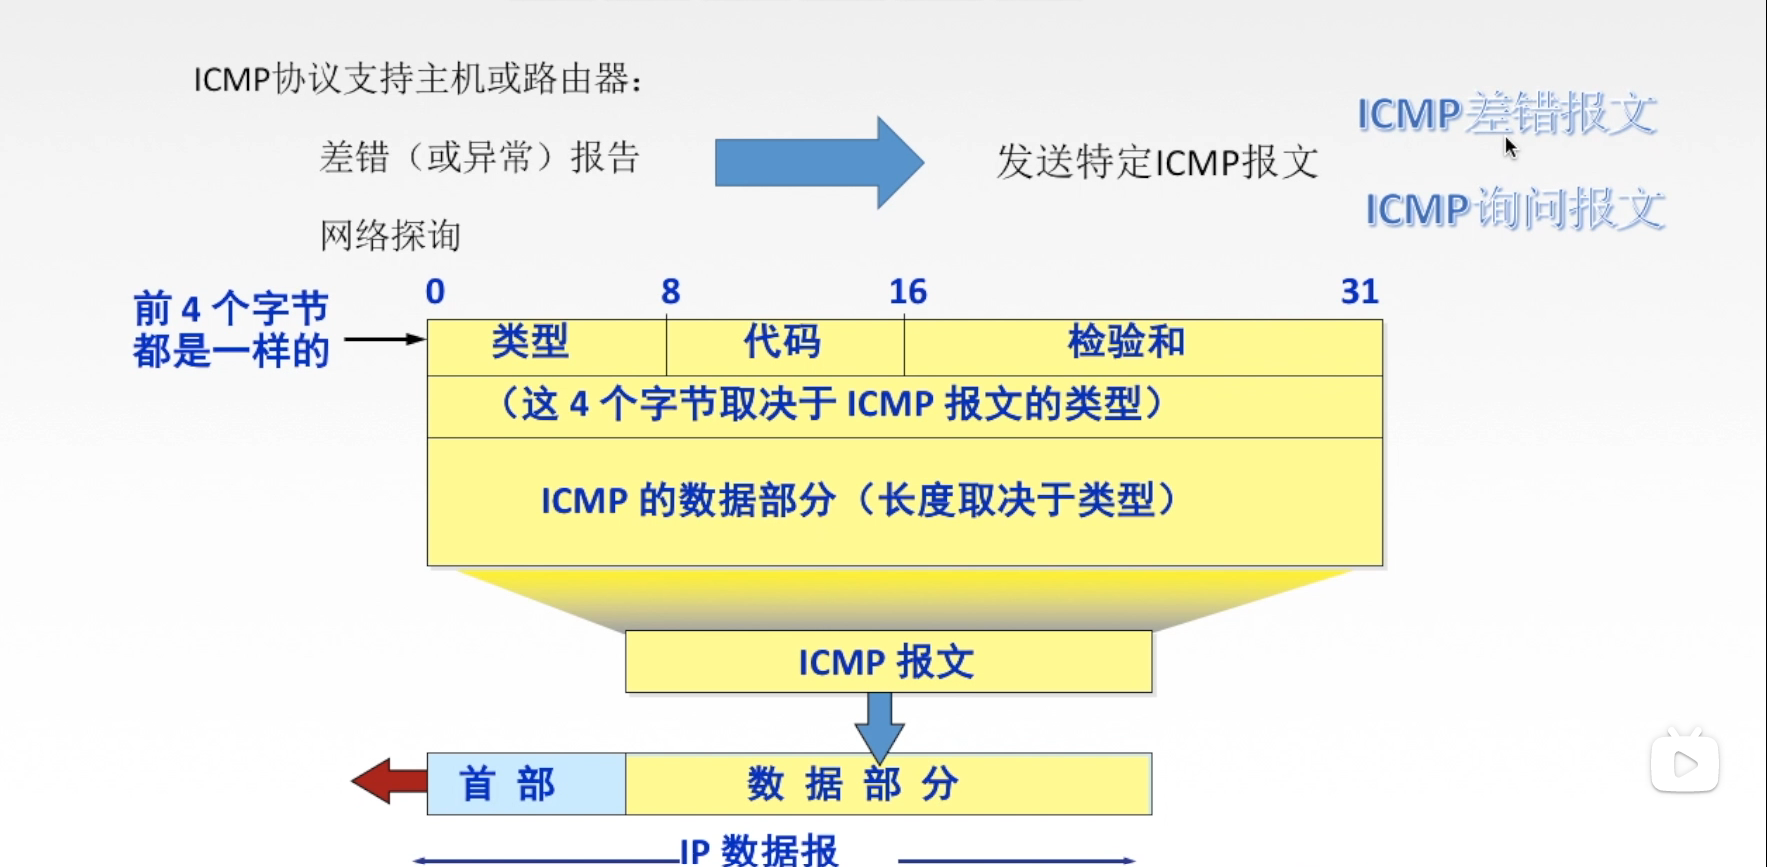 ICMP协议支持主机或路由器：
差错（或异常）报告
网络探询
发送特定ICMP报文
ICMP差错报文
ICMP询问报文
前 4 个字节
都是一样的
0 8 16 31
类型 代码 检验和
（这 4 个字节取决于 ICMP 报文的类型）
ICMP 的数据部分（长度取决于类型）
ICMP 报文
首 部 数 据 部 分
IP 数据报